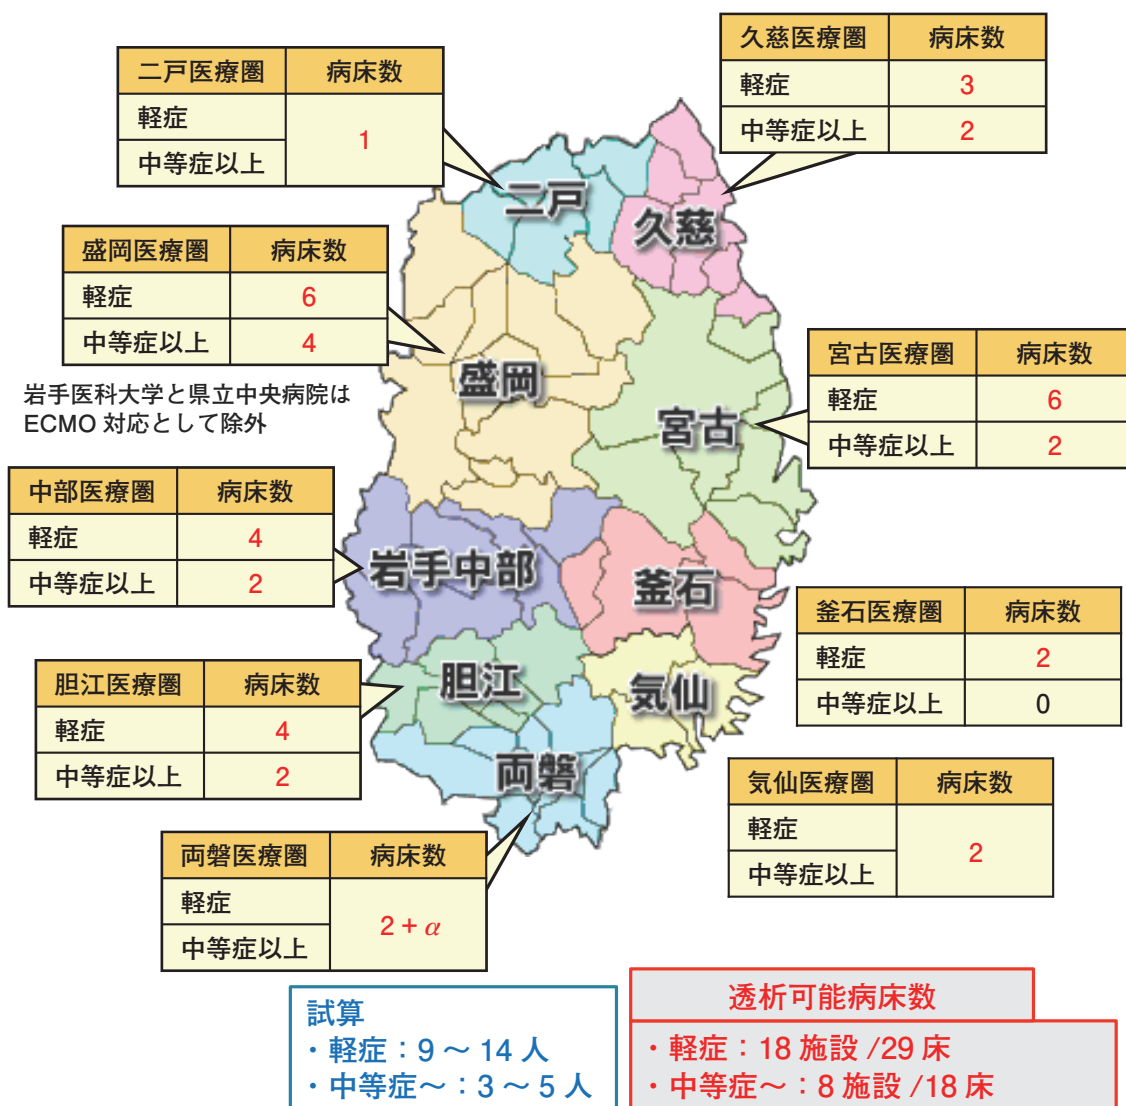 二戸医療圏 病床数
軽症
1
中等症以上
久慈医療圏 病床数
軽症 3
中等症以上 2
盛岡医療圏 病床数
軽症 6
中等症以上 4
岩手医科大学と県立中央病院は
ECMO 対応として除外
宮古医療圏 病床数
軽症 6
中等症以上 2
中部医療圏 病床数
軽症 4
中等症以上 2
釜石医療圏 病床数
軽症 2
中等症以上 0
胆江医療圏 病床数
軽症 4
中等症以上 2
気仙医療圏 病床数
軽症
2
中等症以上
両磐医療圏 病床数
軽症
2 + α
中等症以上
二戸
久慈
盛岡
宮古
岩手中部
釜石
胆江
気仙
両磐
試算
・軽症：9 〜 14 人
・中等症〜：3 〜 5 人
透析可能病床数
・軽症：18 施設 /29 床
・中等症〜：8 施設 /18 床